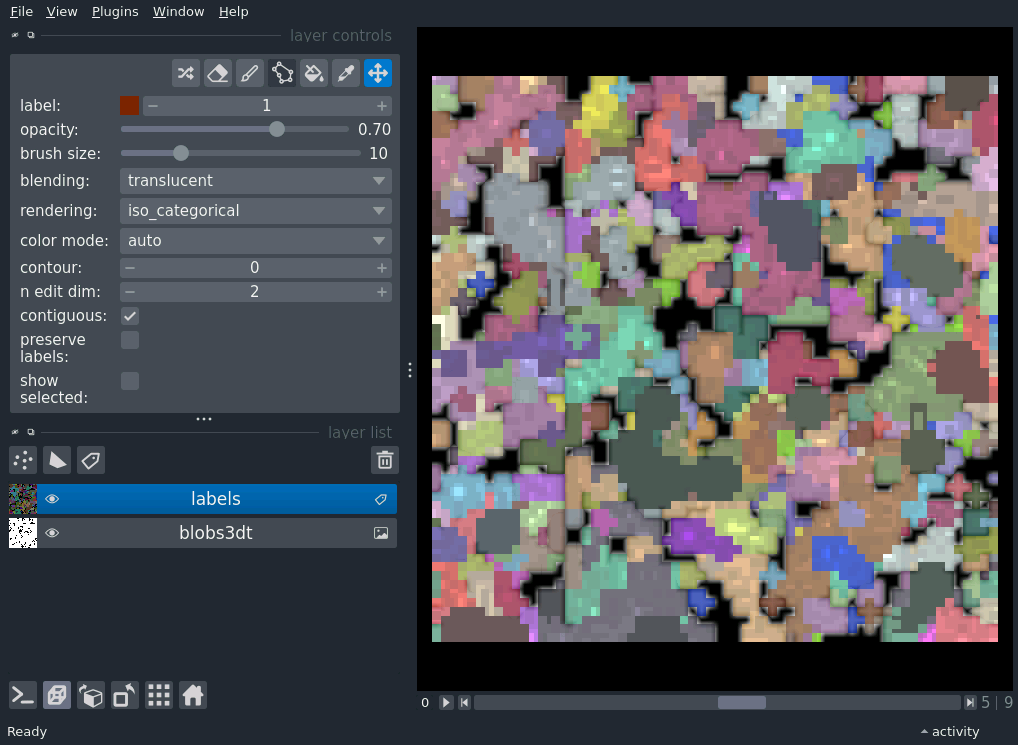 File View Plugins Window Help
layer controls
label: 1
opacity: 0.70
brush size: 10
blending: translucent
rendering: iso_categorical
color mode: auto
contour: 0
n edit dim: 2
contiguous:
preserve
labels:
show
selected:
layer list
labels
blobs3dt
0 5 | 9
Ready activity